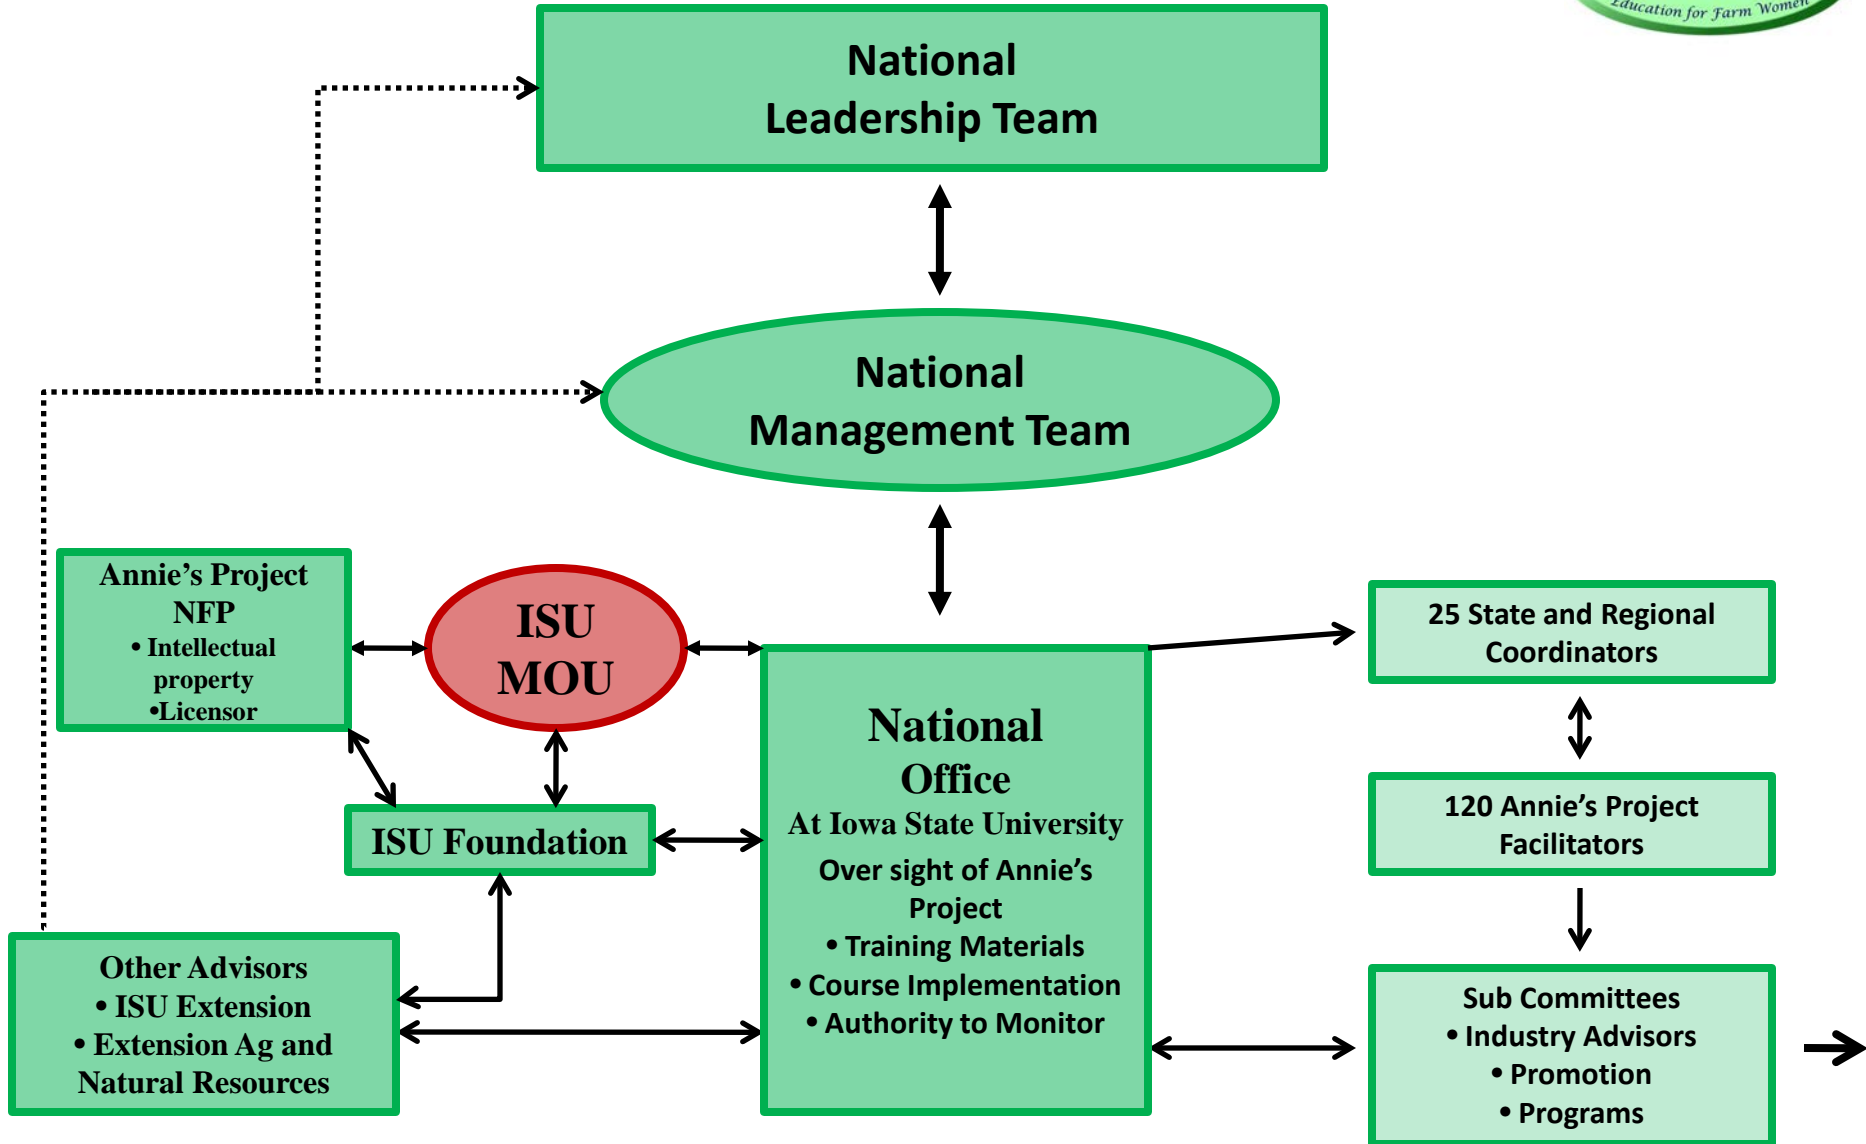 Education for Farm Women
National
Leadership Team
National
Management Team
Annie’s Project
NFP
• Intellectual
property
•Licensor
ISU
MOU
ISU Foundation
Other Advisors
• ISU Extension
• Extension Ag and
Natural Resources
National
Office
At Iowa State University
Over sight of Annie’s
Project
• Training Materials
• Course Implementation
• Authority to Monitor
25 State and Regional
Coordinators
120 Annie’s Project
Facilitators
Sub Committees
• Industry Advisors
• Promotion
• Programs